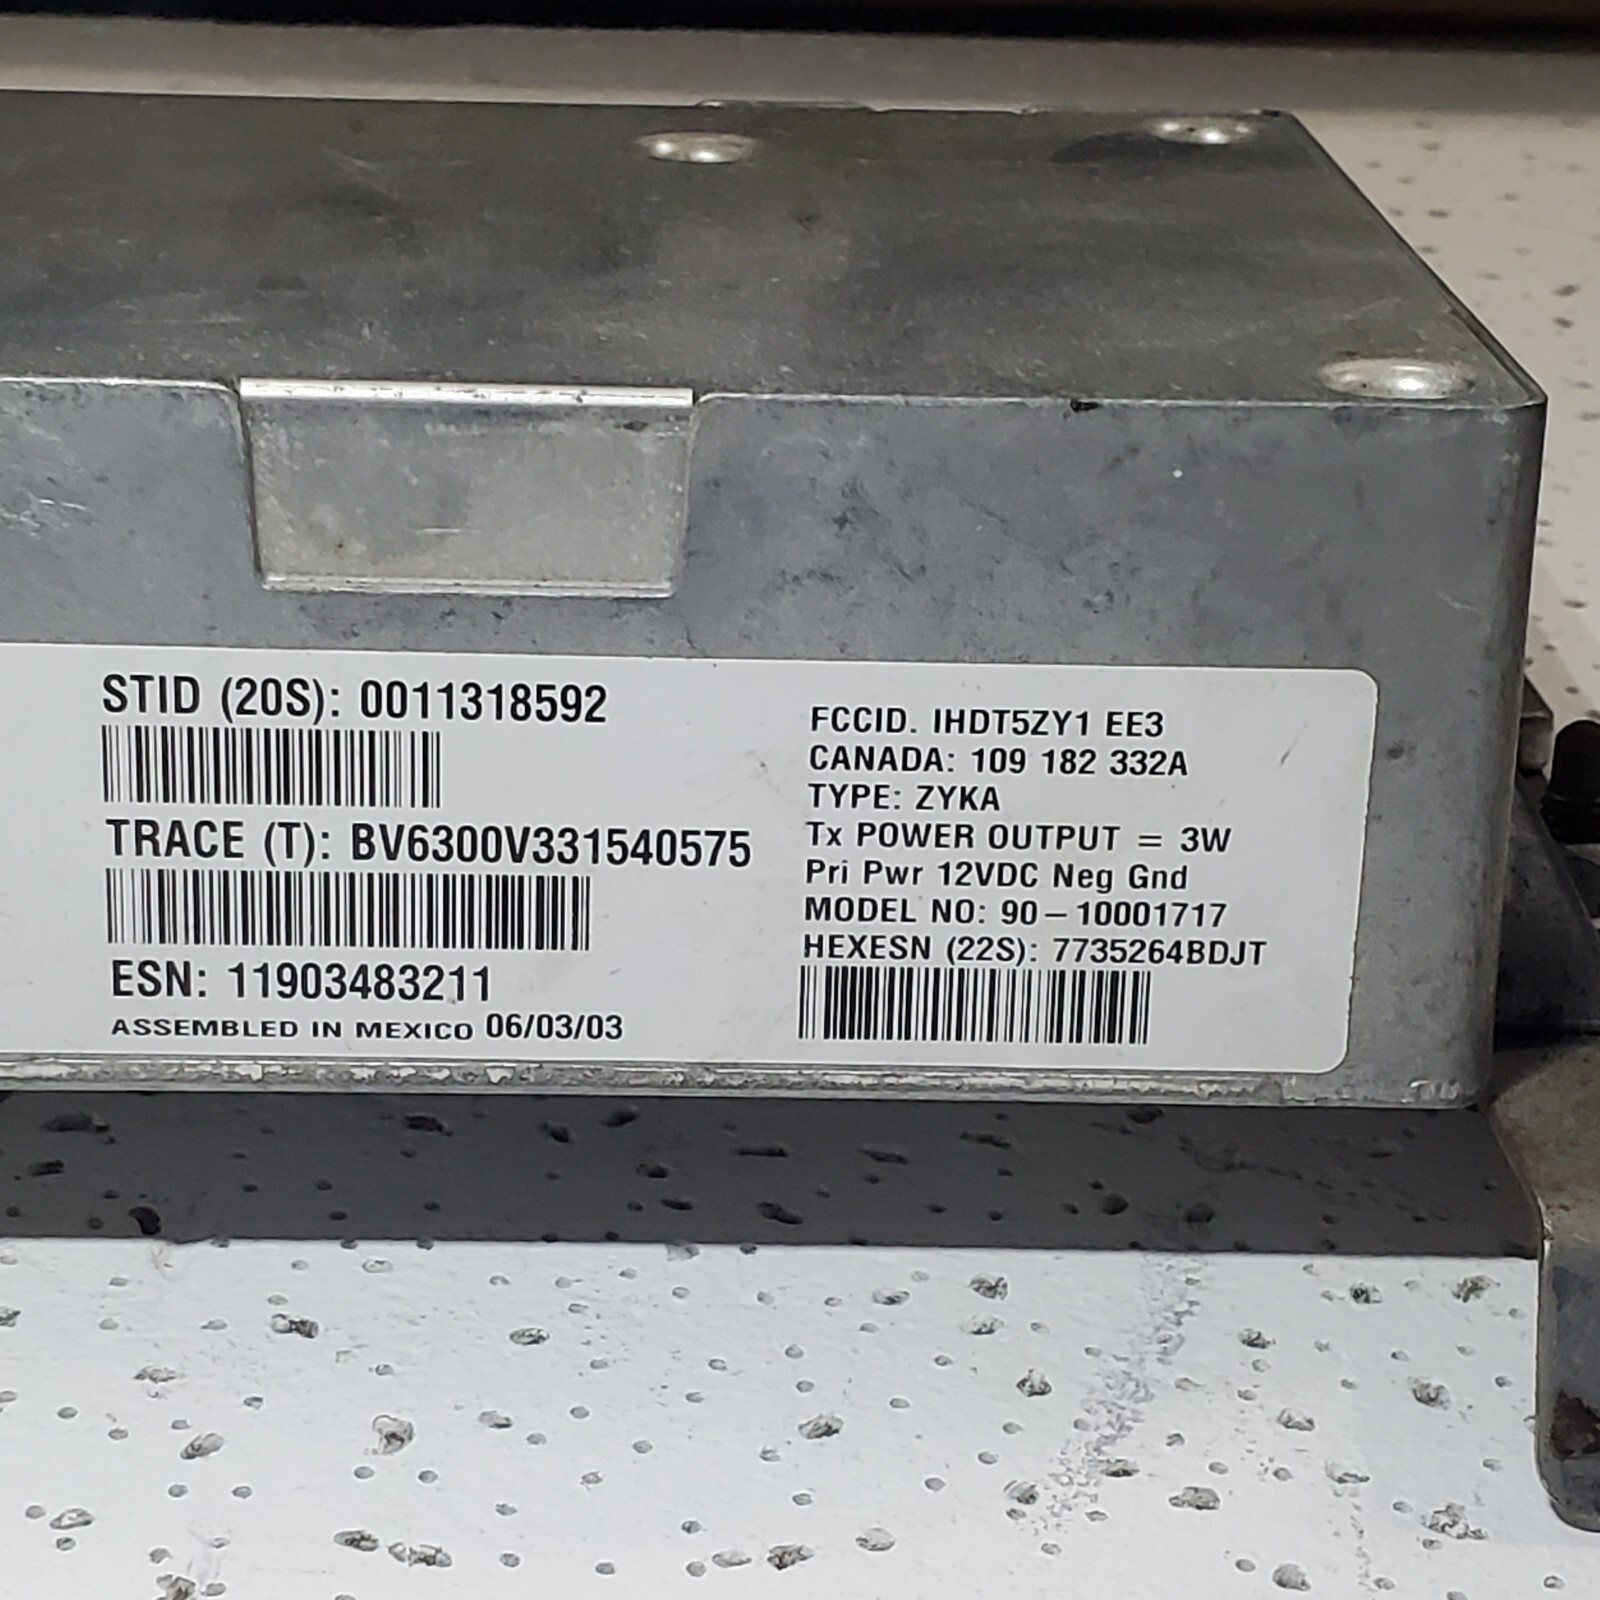 STID (20S): 0011318592
TRACE (T): BV6300V331540575
ESN: 11903483211
ASSEMBLED IN MEXICO 06/03/03
FCCID. IHDT5ZY1 EE3
CANADA: 109 182 332A
TYPE: ZYKA
Tx POWER OUTPUT = 3W
Pri Pwr 12VDC Neg Gnd
MODEL NO: 90–10001717
HEXESN (22S): 7735264BDJT